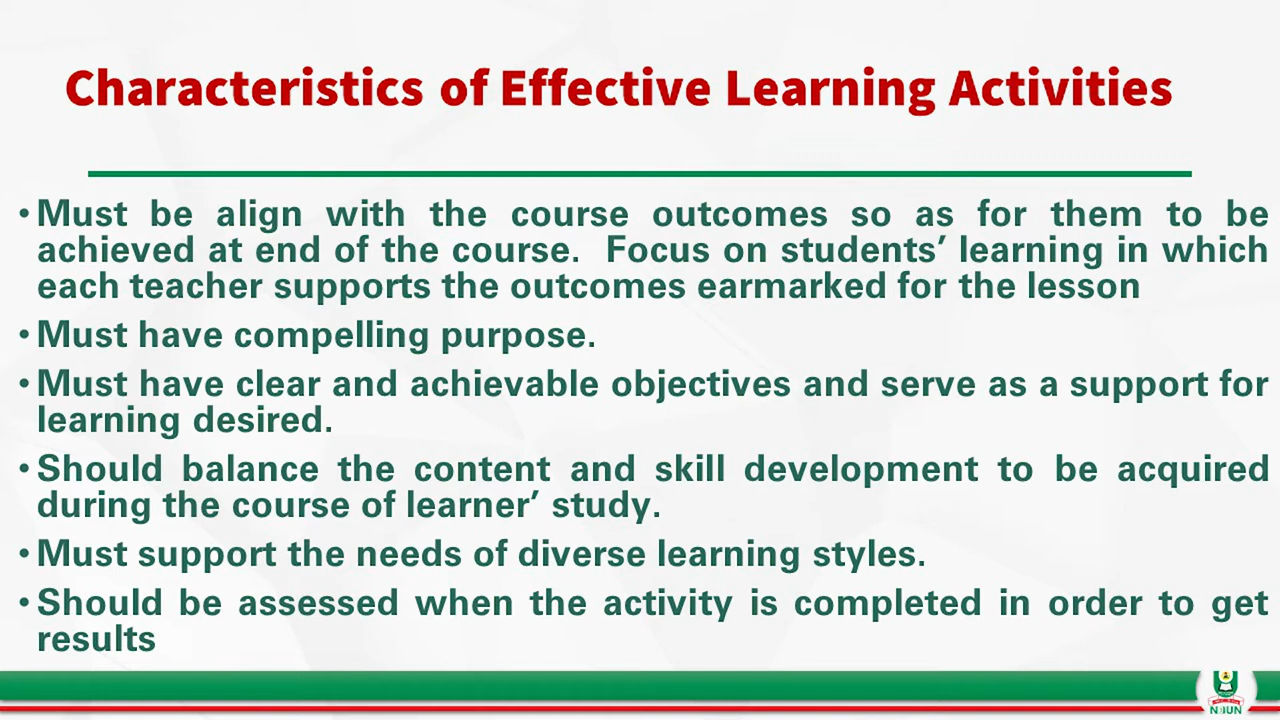 Characteristics of Effective Learning Activities
• Must be align with the course outcomes so as for them to be
achieved at end of the course. Focus on students’ learning in which
each teacher supports the outcomes earmarked for the lesson
• Must have compelling purpose.
• Must have clear and achievable objectives and serve as a support for
learning desired.
• Should balance the content and skill development to be acquired
during the course of learner’ study.
• Must support the needs of diverse learning styles.
• Should be assessed when the activity is completed in order to get
results
NOUN